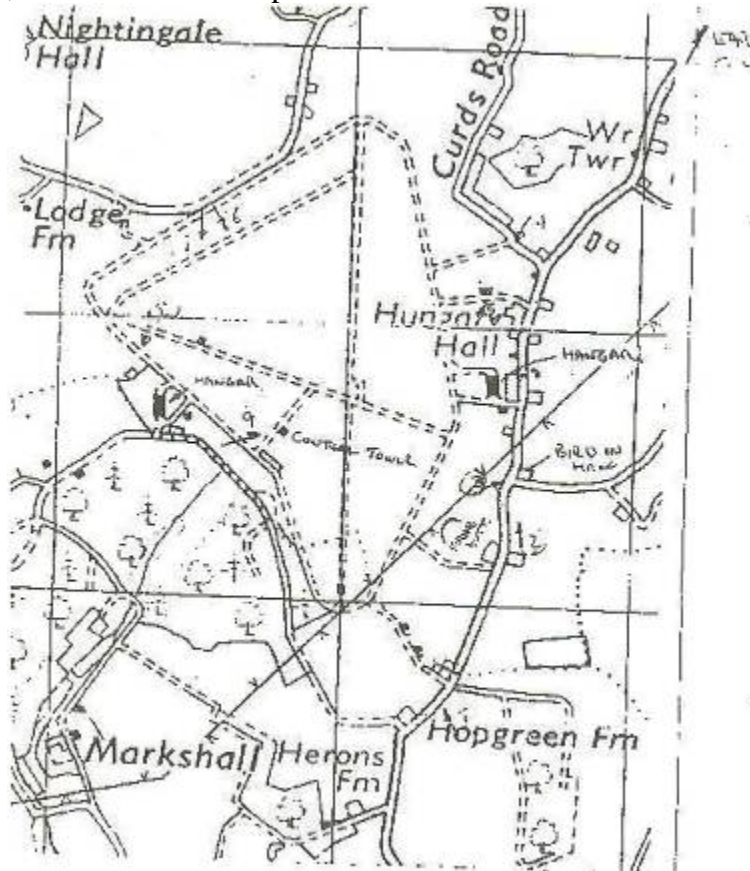 Nightingale
Hall
Curds Road
Wr
Twr
Lodge
Fm
Hall
HANGAR
HANGAR
9
CONTROL TOWER
BIRD IN
HAND
Markshall
Herons
Fm
Hopgreen Fm